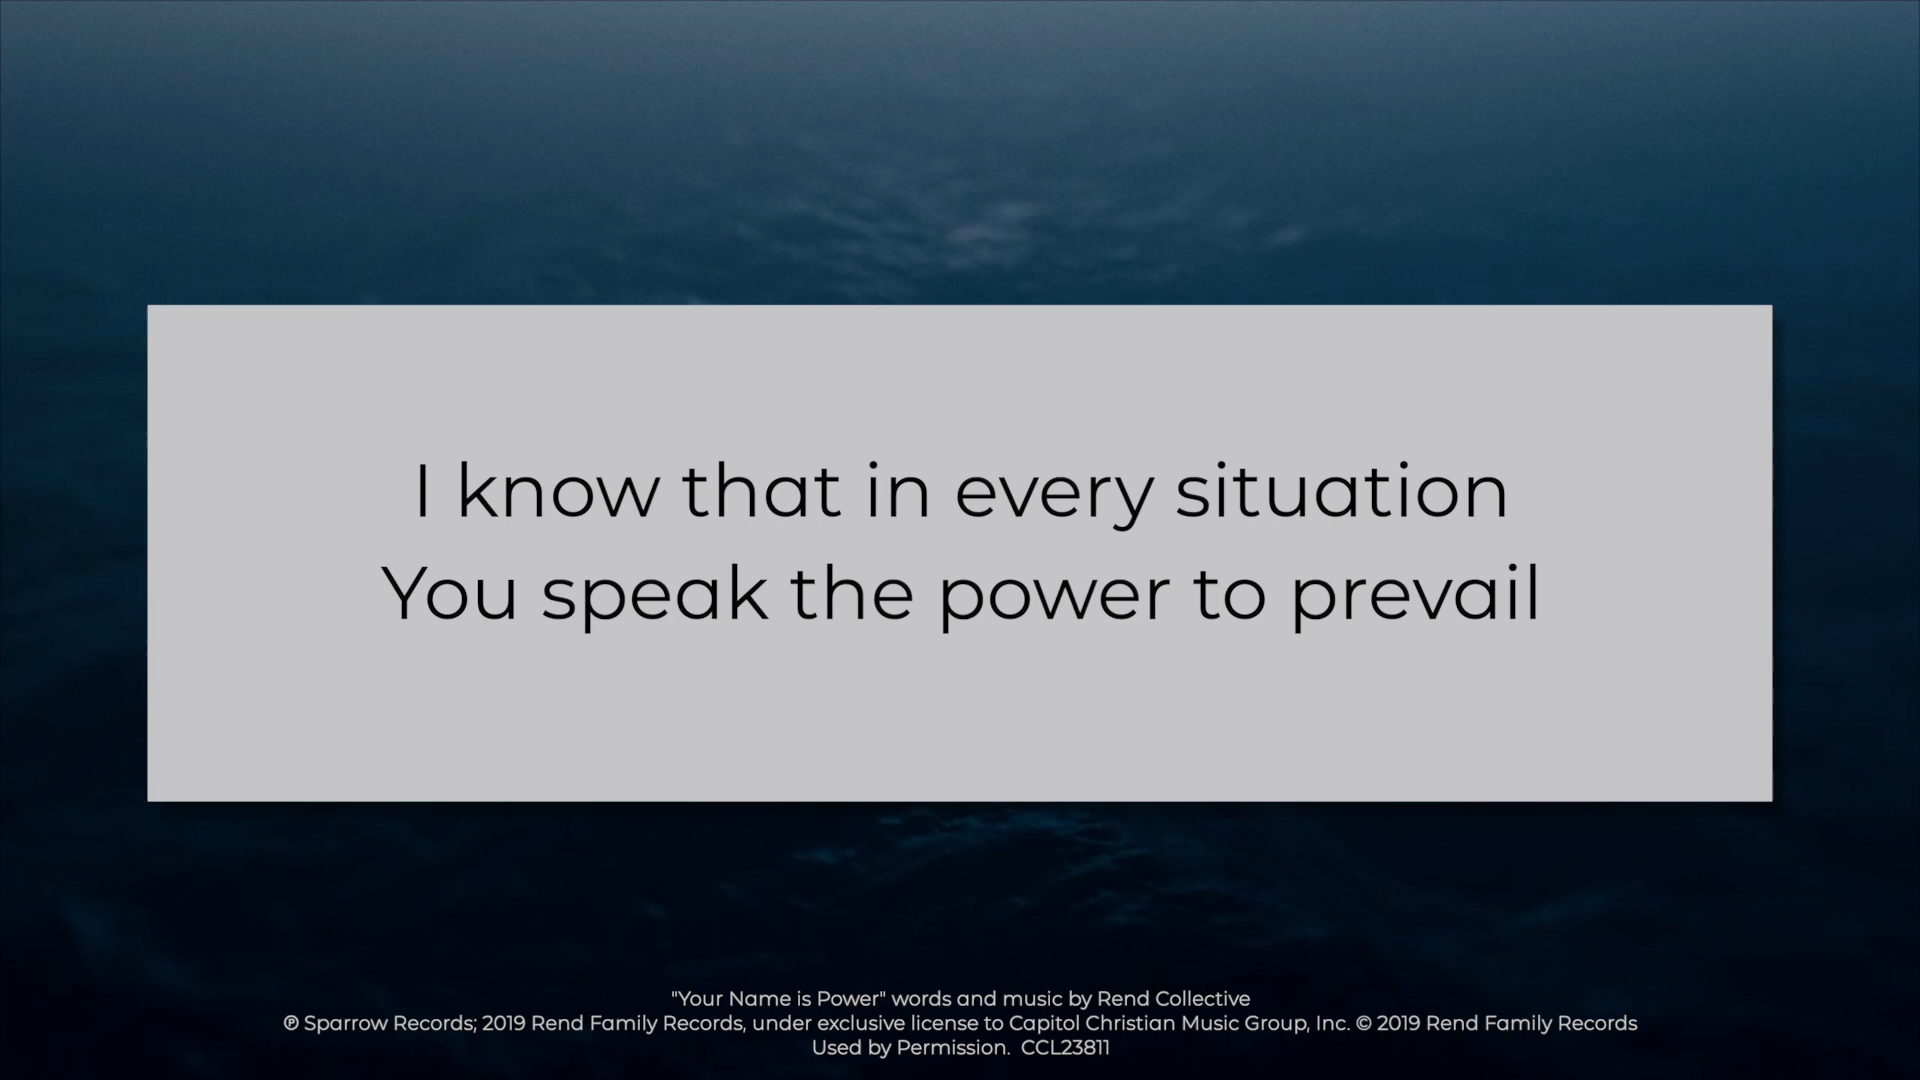 I know that in every situation
You speak the power to prevail
"Your Name is Power" words and music by Rend Collective
℗ Sparrow Records; 2019 Rend Family Records, under exclusive license to Capitol Christian Music Group, Inc. © 2019 Rend Family Records
Used by Permission.  CCL23811